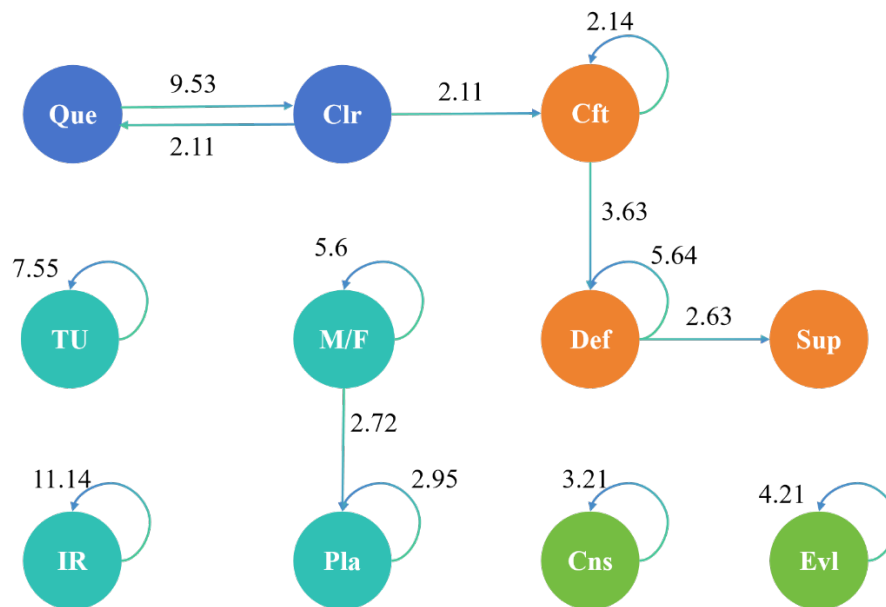 2.14
9.53
2.11
Que
Clr
Cft
2.11
3.63
7.55
5.6
5.64
2.63
TU
M/F
Def
Sup
2.72
11.14
2.95
3.21
4.21
IR
Pla
Cns
Evl